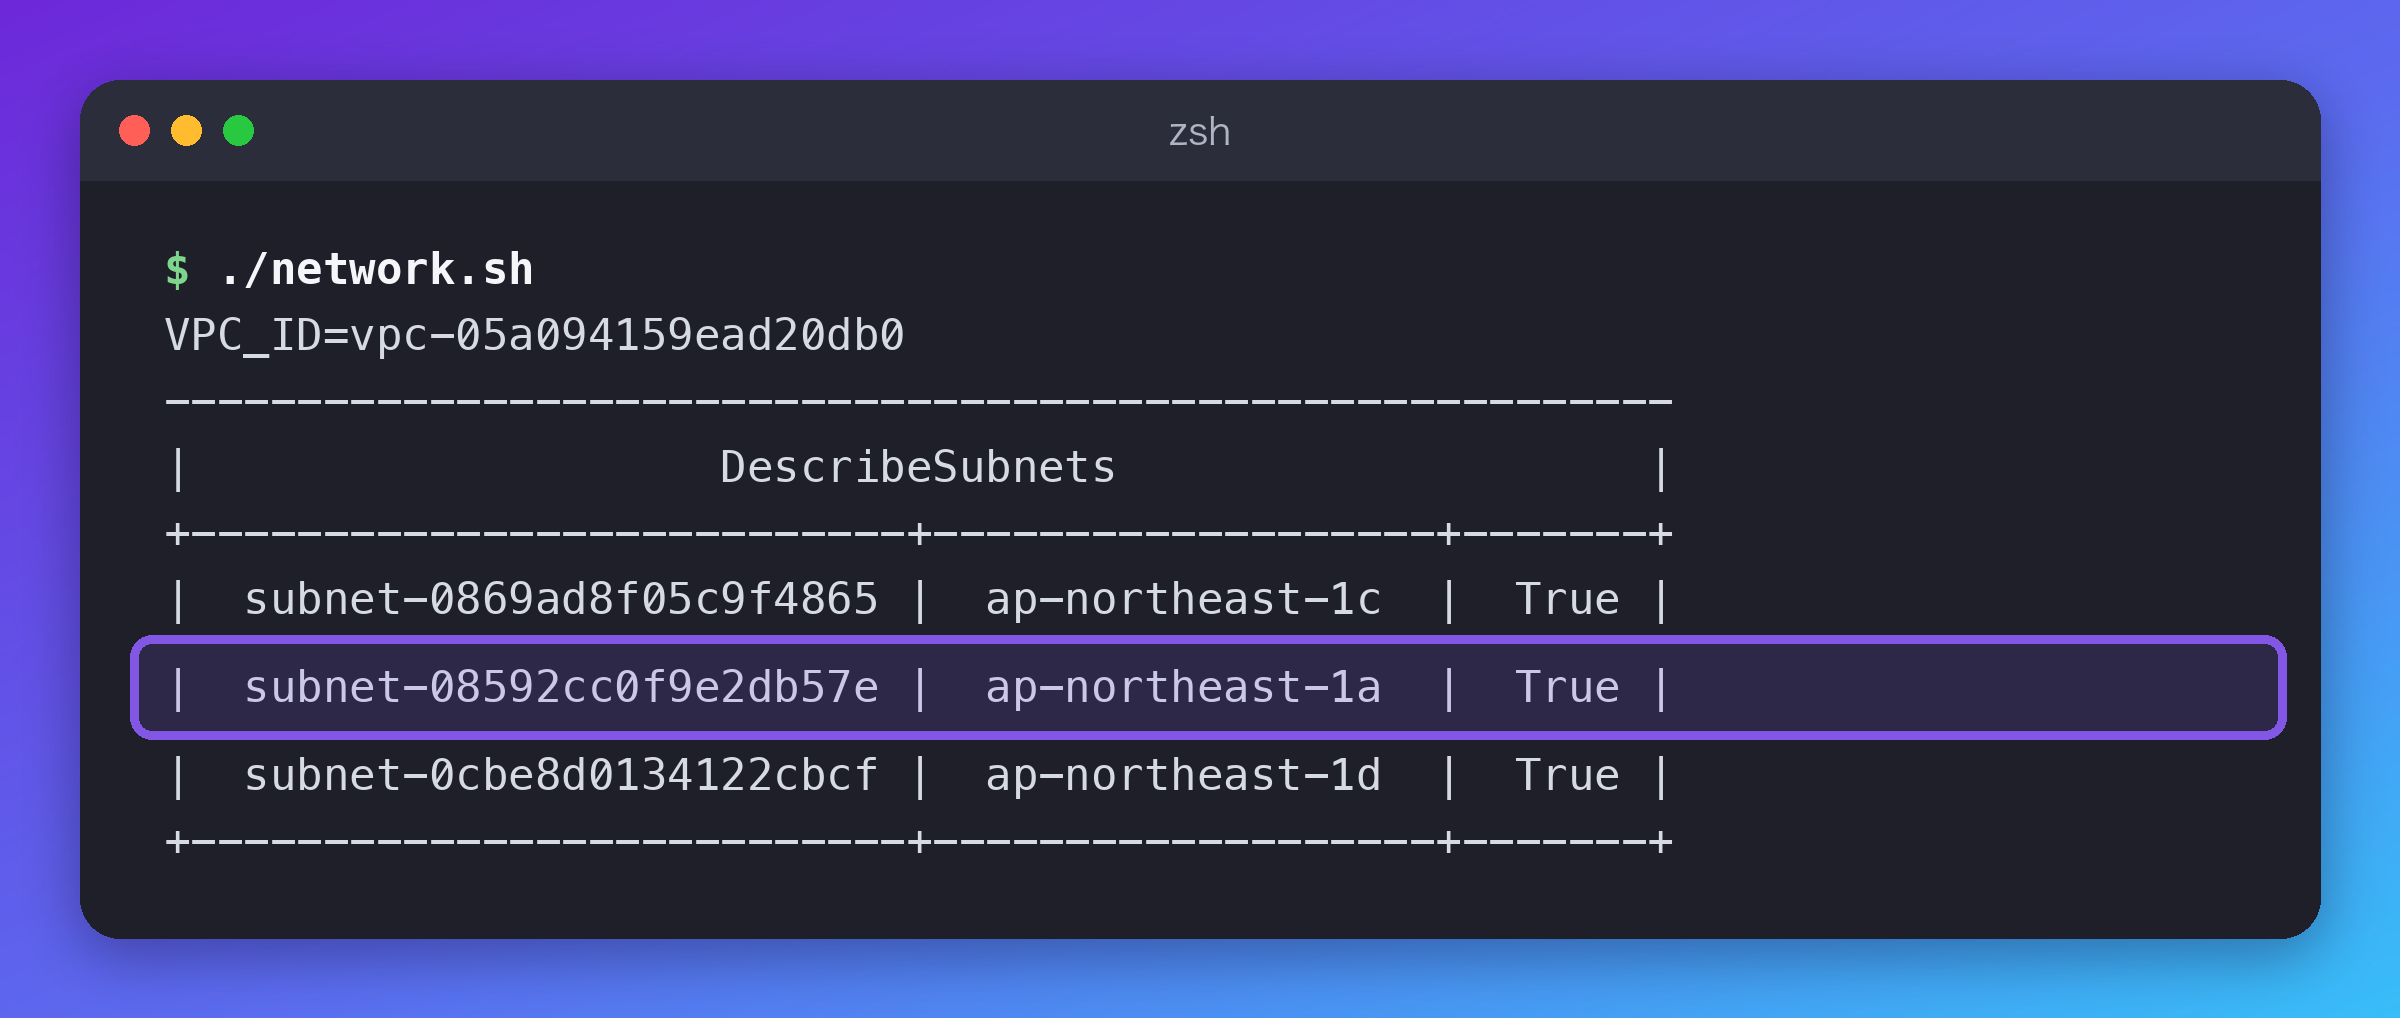 zsh
$ ./network.sh
VPC_ID=vpc-05a094159ead20db0
---------------------------------------------------------
|                    DescribeSubnets                    |
+---------------------------+-------------------+-------+
|  subnet-0869ad8f05c9f4865 |  ap-northeast-1c  |  True |
|  subnet-08592cc0f9e2db57e |  ap-northeast-1a  |  True |
|  subnet-0cbe8d0134122cbcf |  ap-northeast-1d  |  True |
+---------------------------+-------------------+-------+